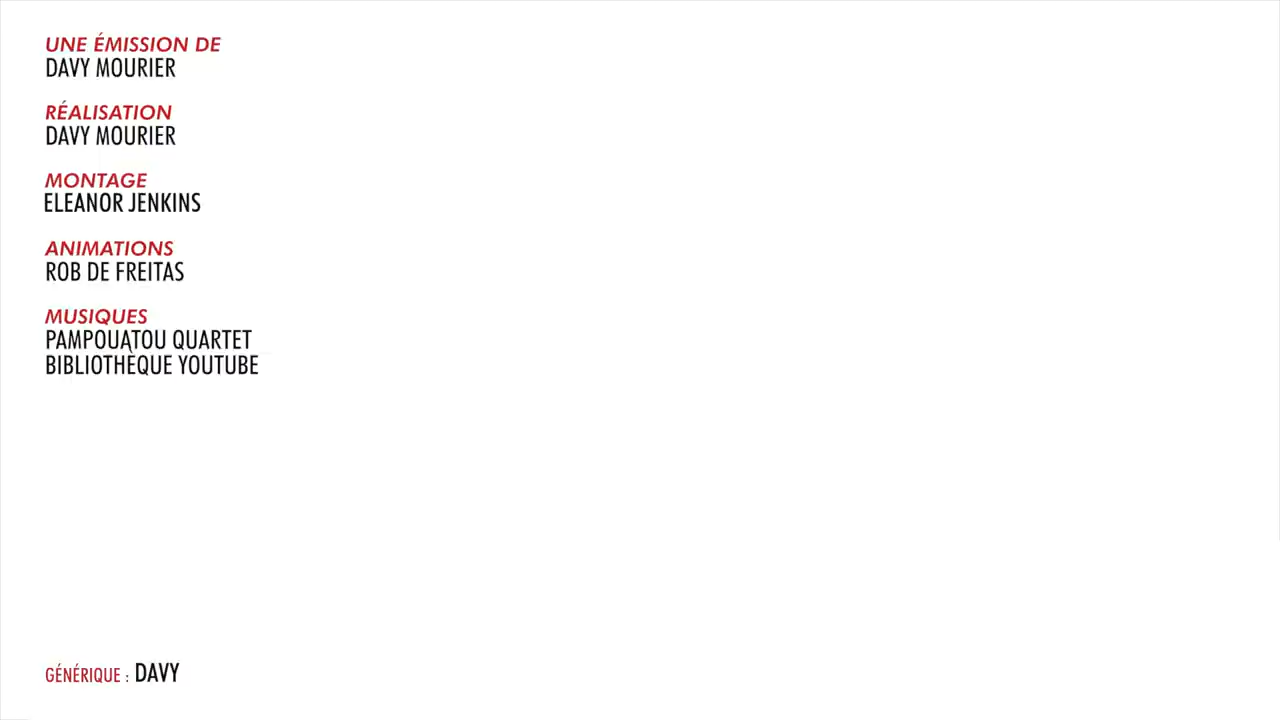 UNE ÉMISSION DE
DAVY MOURIER
RÉALISATION
DAVY MOURIER
MONTAGE
ELEANOR JENKINS
ANIMATIONS
ROB DE FREITAS
MUSIQUES
PAMPOUATOU QUARTET
BIBLIOTHÈQUE YOUTUBE
GÉNÉRIQUE : DAVY